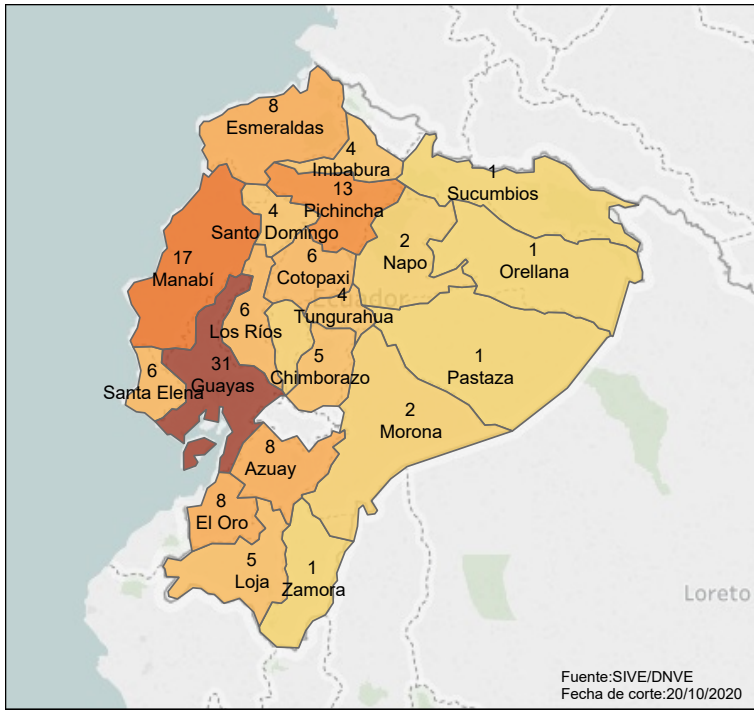 8
Esmeraldas
4
Imbabura
1
Sucumbios
13
Pichincha
4
Santo Domingo
2
Napo
1
Orellana
17
Manabí
6
Cotopaxi
Ecuador
4
Tungurahua
6
Los Ríos
5
Chimborazo
1
Pastaza
6
Santa Elena
31
Guayas
2
Morona
8
Azuay
8
El Oro
5
Loja
1
Zamora
Loreto
Fuente:SIVE/DNVE
Fecha de corte:20/10/2020